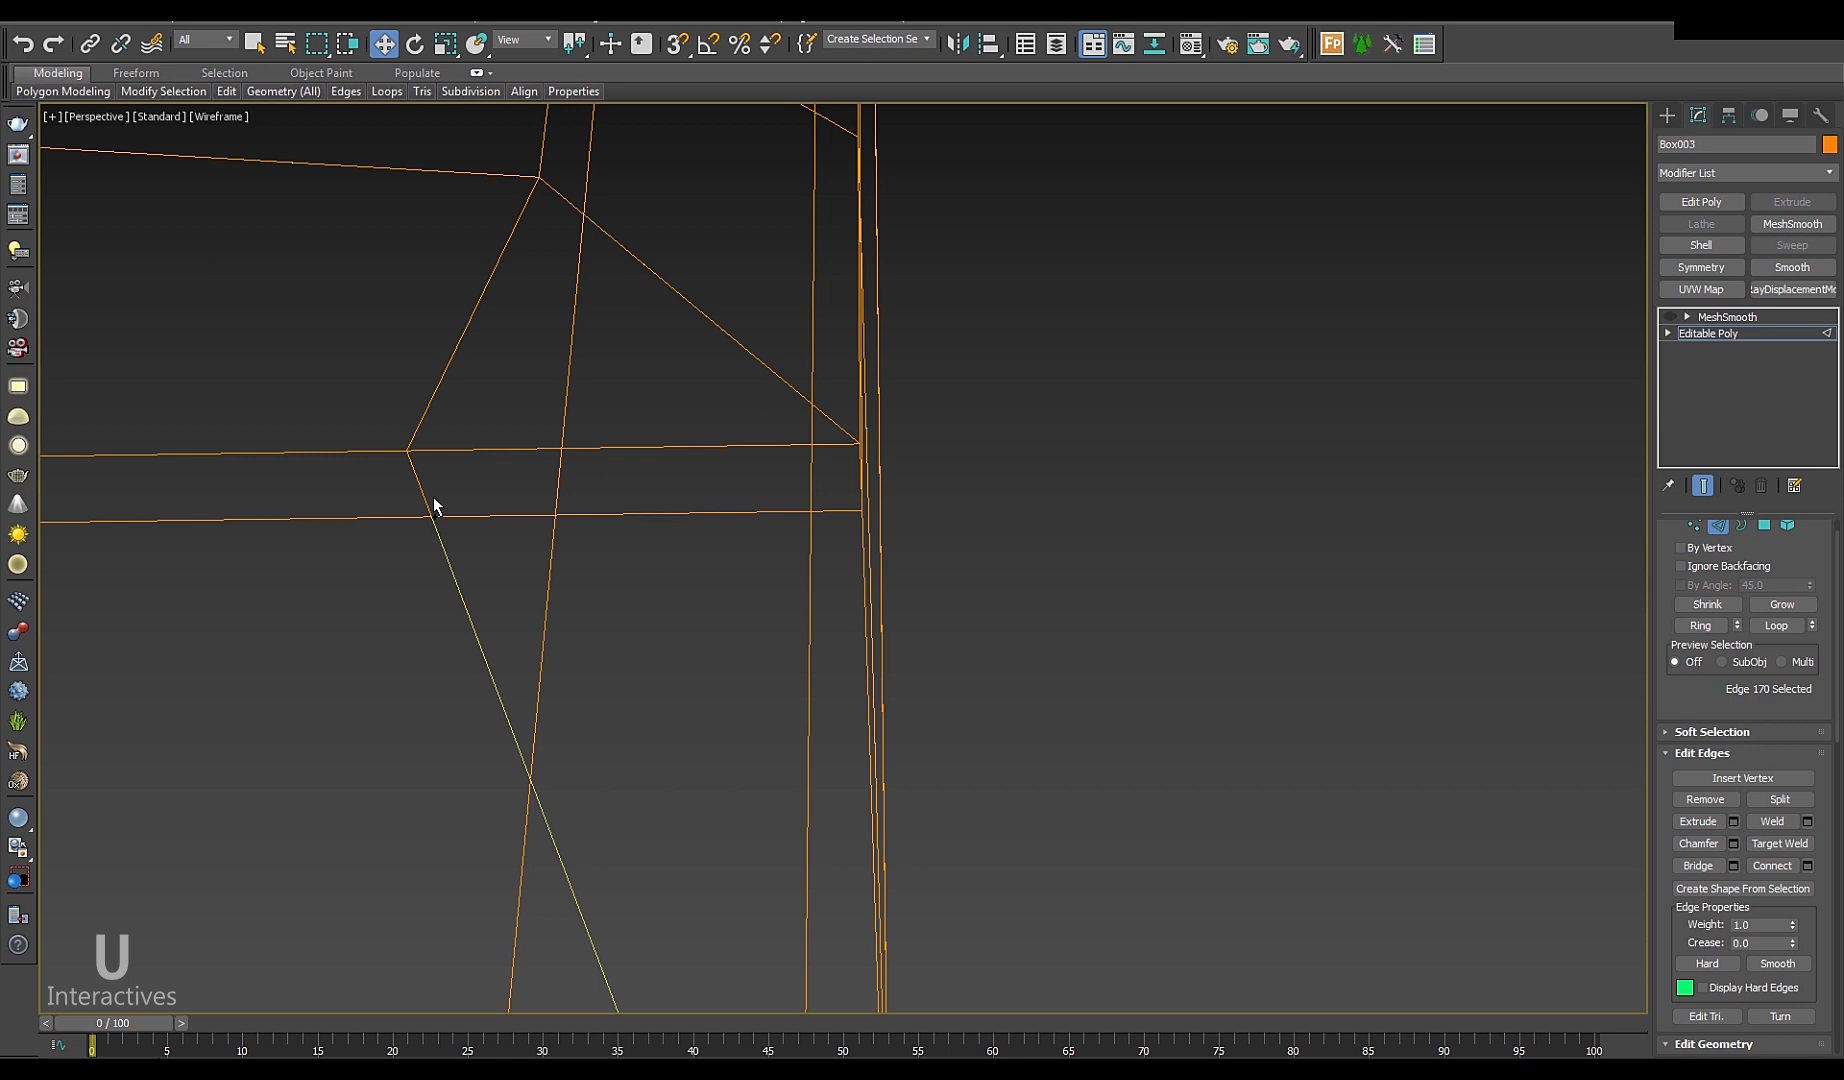 All
View
Create Selection Se
Fp
Modeling Freeform Selection Object Paint Populate
Polygon Modeling Modify Selection Edit Geometry (All) Edges Loops Tris Subdivision Align Properties
[+] [Perspective] [Standard] [Wireframe]
Box003
Modifier List
Edit Poly Extrude
Lathe MeshSmooth
Shell Sweep
Symmetry Smooth
UVW Map
MeshSmooth
Editable Poly
By Vertex
Ignore Backfacing
By Angle: 45.0
Shrink Grow
Ring Loop
Preview Selection
Off SubObj Multi
Edge 170 Selected
Soft Selection
Edit Edges
Insert Vertex
Remove Split
Extrude Weld
Chamfer Target Weld
Bridge Connect
Create Shape From Selection
Edge Properties
Weight: 1.0
Crease: 0.0
Hard Smooth
Display Hard Edges
Edit Tri. Turn
Edit Geometry
HF
U
Interactives
< 0 / 100 >
0 5 10 15 20 25 30 35 40 45 50 55 60 65 70 75 80 85 90 95 100